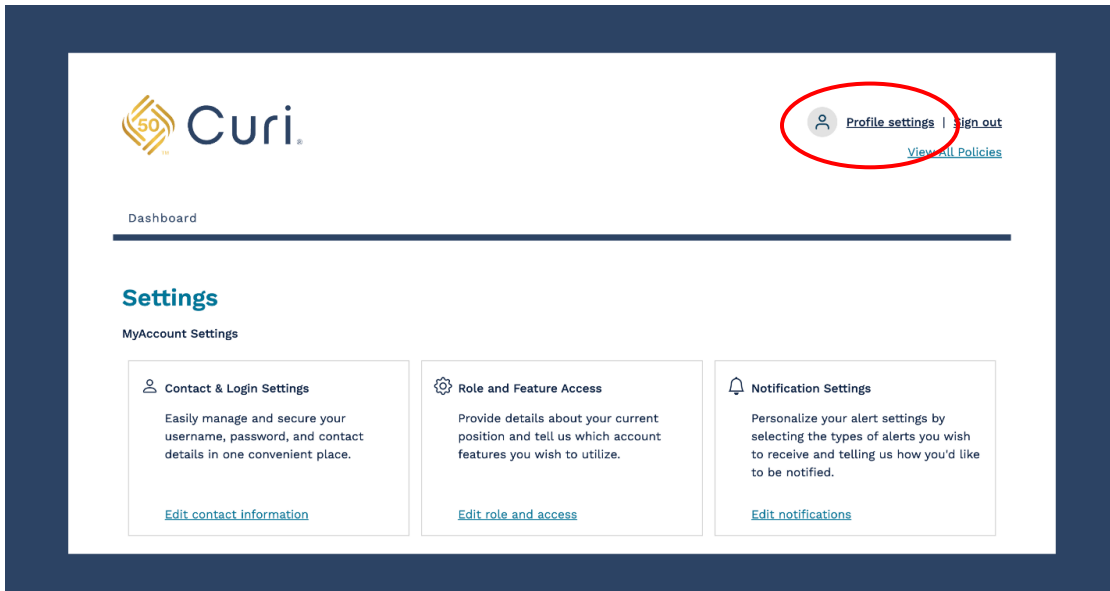 50 Curi®
TM
Profile settings | Sign out
View All Policies
Dashboard
Settings
MyAccount Settings
Contact & Login Settings
Easily manage and secure your
username, password, and contact
details in one convenient place.
Edit contact information
Role and Feature Access
Provide details about your current
position and tell us which account
features you wish to utilize.
Edit role and access
Notification Settings
Personalize your alert settings by
selecting the types of alerts you wish
to receive and telling us how you'd like
to be notified.
Edit notifications